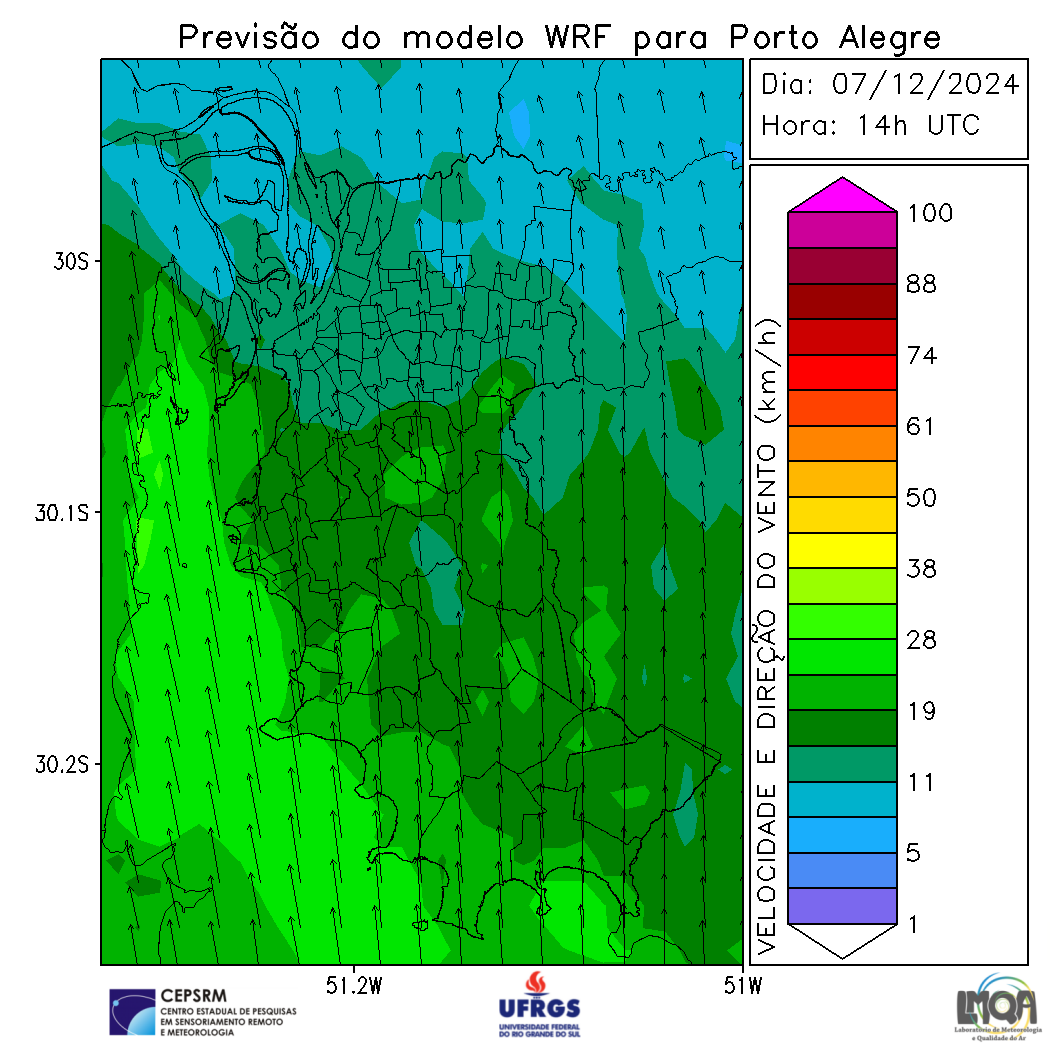 Previsão do modelo WRF para Porto Alegre
Dia: 07/12/2024
Hora: 14h UTC
30S
30.1S
30.2S
51.2W
51W
VELOCIDADE E DIREÇÃO DO VENTO (km/h)
100
88
74
61
50
38
28
19
11
5
1
CEPSRM
CENTRO ESTADUAL DE PESQUISAS
EM SENSORIAMENTO REMOTO
E METEOROLOGIA
UFRGS
UNIVERSIDADE FEDERAL
DO RIO GRANDE DO SUL
LMQA
Laboratório de Meteorologia
e Qualidade do Ar